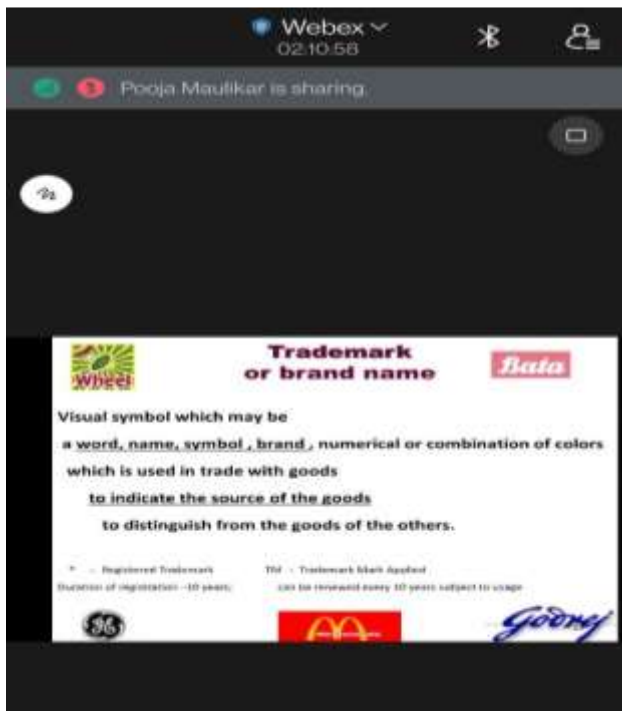 Webex
02:10:58
Pooja Maulikar is sharing.
Wheel
Trademark
or brand name
Bata
Visual symbol which may be
a word, name, symbol , brand , numerical or combination of colors
which is used in trade with goods
to indicate the source of the goods
to distinguish from the goods of the others.
- Registered Trademark TM - Trademark Mark Applied
Duration of registration -10 years; can be renewed every 10 years subject to usage
GE
Godrej